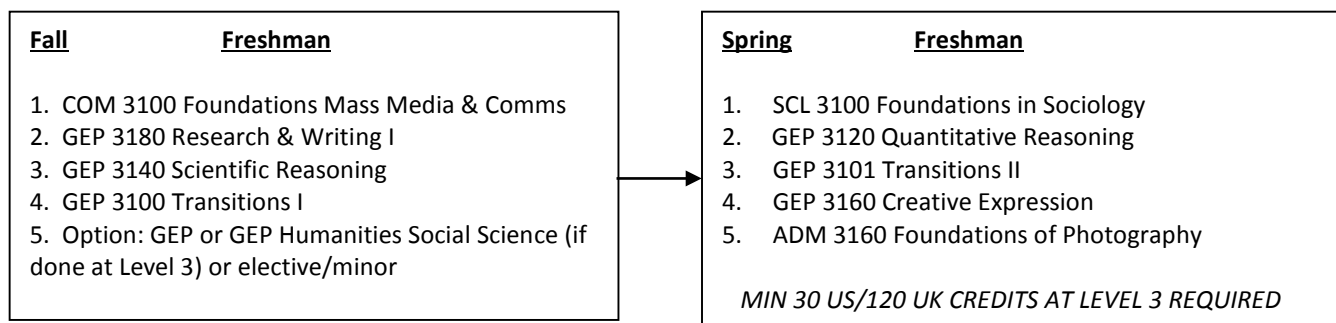 Fall Freshman
1. COM 3100 Foundations Mass Media & Comms
2. GEP 3180 Research & Writing I
3. GEP 3140 Scientific Reasoning
4. GEP 3100 Transitions I
5. Option: GEP or GEP Humanities Social Science (if
done at Level 3) or elective/minor
Spring Freshman
1. SCL 3100 Foundations in Sociology
2. GEP 3120 Quantitative Reasoning
3. GEP 3101 Transitions II
4. GEP 3160 Creative Expression
5. ADM 3160 Foundations of Photography
MIN 30 US/120 UK CREDITS AT LEVEL 3 REQUIRED